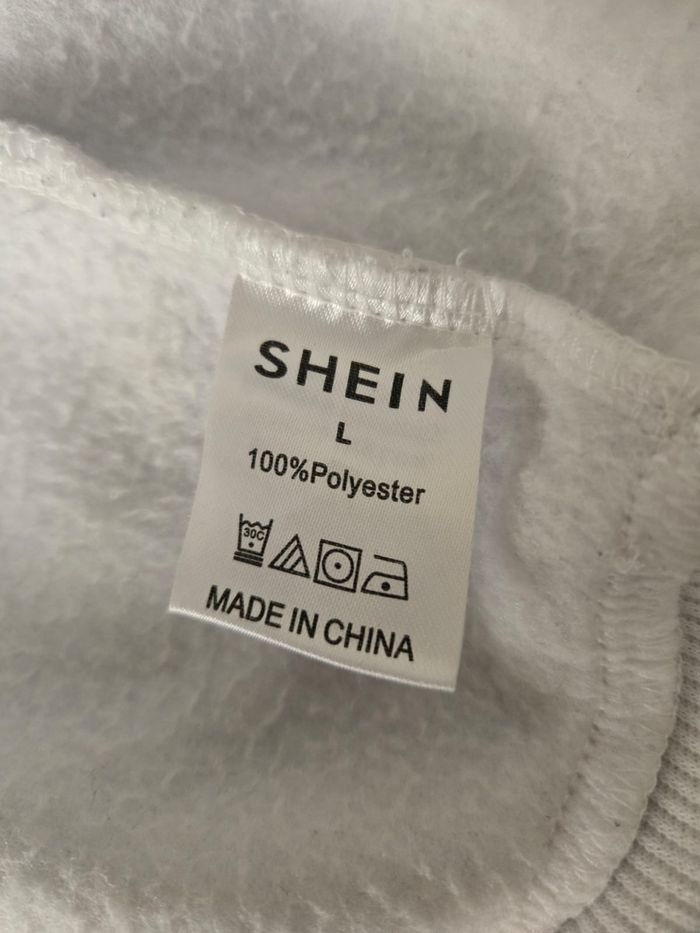 SHEIN
L
100%Polyester
30C
MADE IN CHINA